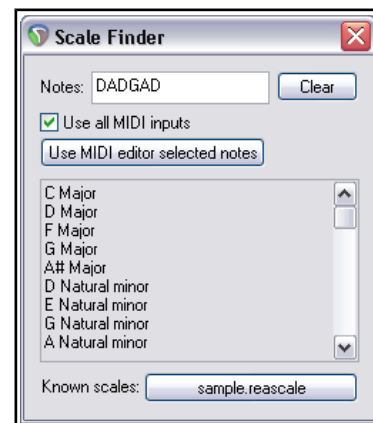 Scale Finder
Notes: DADGAD Clear
Use all MIDI inputs
Use MIDI editor selected notes
C Major
D Major
F Major
G Major
A# Major
D Natural minor
E Natural minor
G Natural minor
A Natural minor
Known scales: sample.reascale